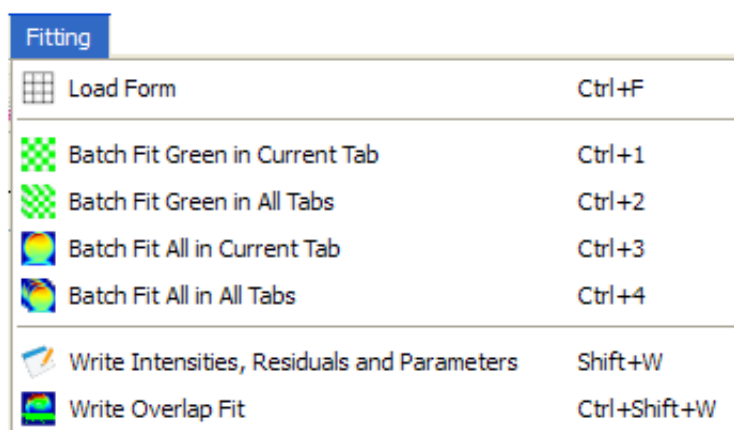 Fitting
Load Form Ctrl+F
Batch Fit Green in Current Tab Ctrl+1
Batch Fit Green in All Tabs Ctrl+2
Batch Fit All in Current Tab Ctrl+3
Batch Fit All in All Tabs Ctrl+4
Write Intensities, Residuals and Parameters Shift+W
Write Overlap Fit Ctrl+Shift+W